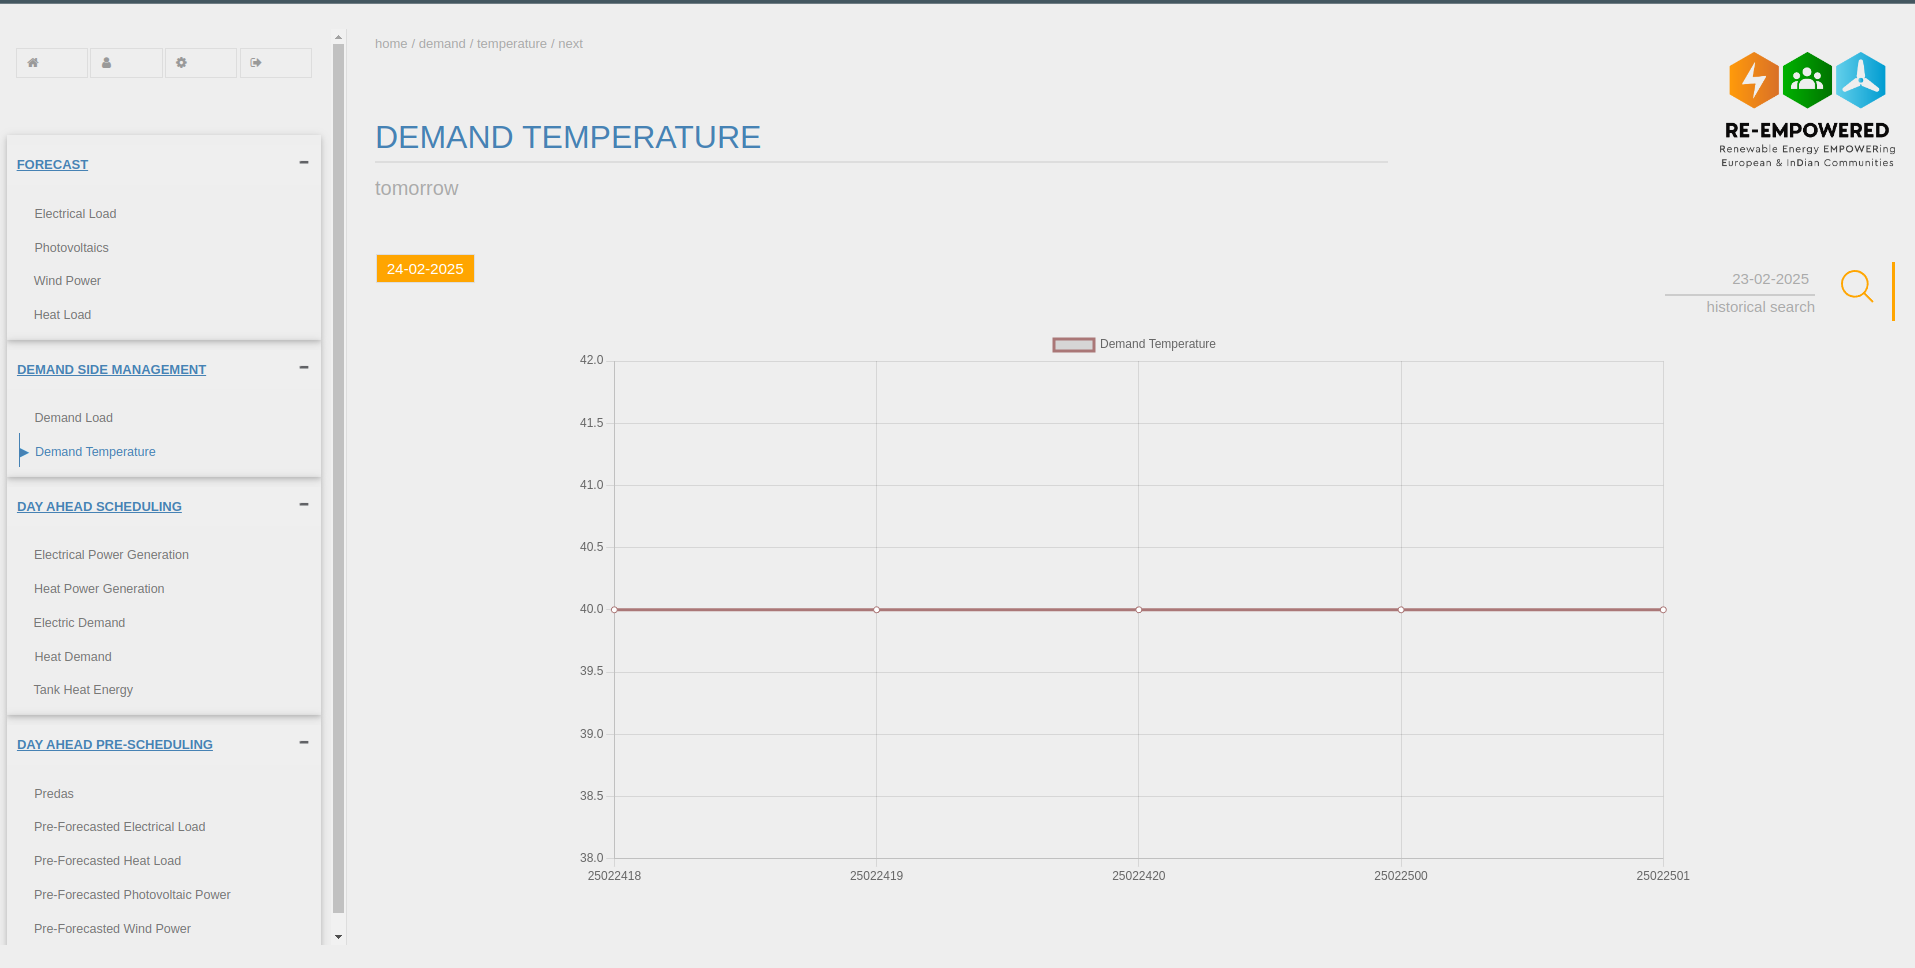 home / demand / temperature / next
RE-EMPOWERED
Renewable Energy EMPOWERing
European & InDian Communities
FORECAST
Electrical Load
Photovoltaics
Wind Power
Heat Load
DEMAND SIDE MANAGEMENT
Demand Load
Demand Temperature
DAY AHEAD SCHEDULING
Electrical Power Generation
Heat Power Generation
Electric Demand
Heat Demand
Tank Heat Energy
DAY AHEAD PRE-SCHEDULING
Predas
Pre-Forecasted Electrical Load
Pre-Forecasted Heat Load
Pre-Forecasted Photovoltaic Power
Pre-Forecasted Wind Power
DEMAND TEMPERATURE
tomorrow
24-02-2025
23-02-2025
historical search
Demand Temperature
42.0
41.5
41.0
40.5
40.0
39.5
39.0
38.5
38.0
25022418 25022419 25022420 25022500 25022501